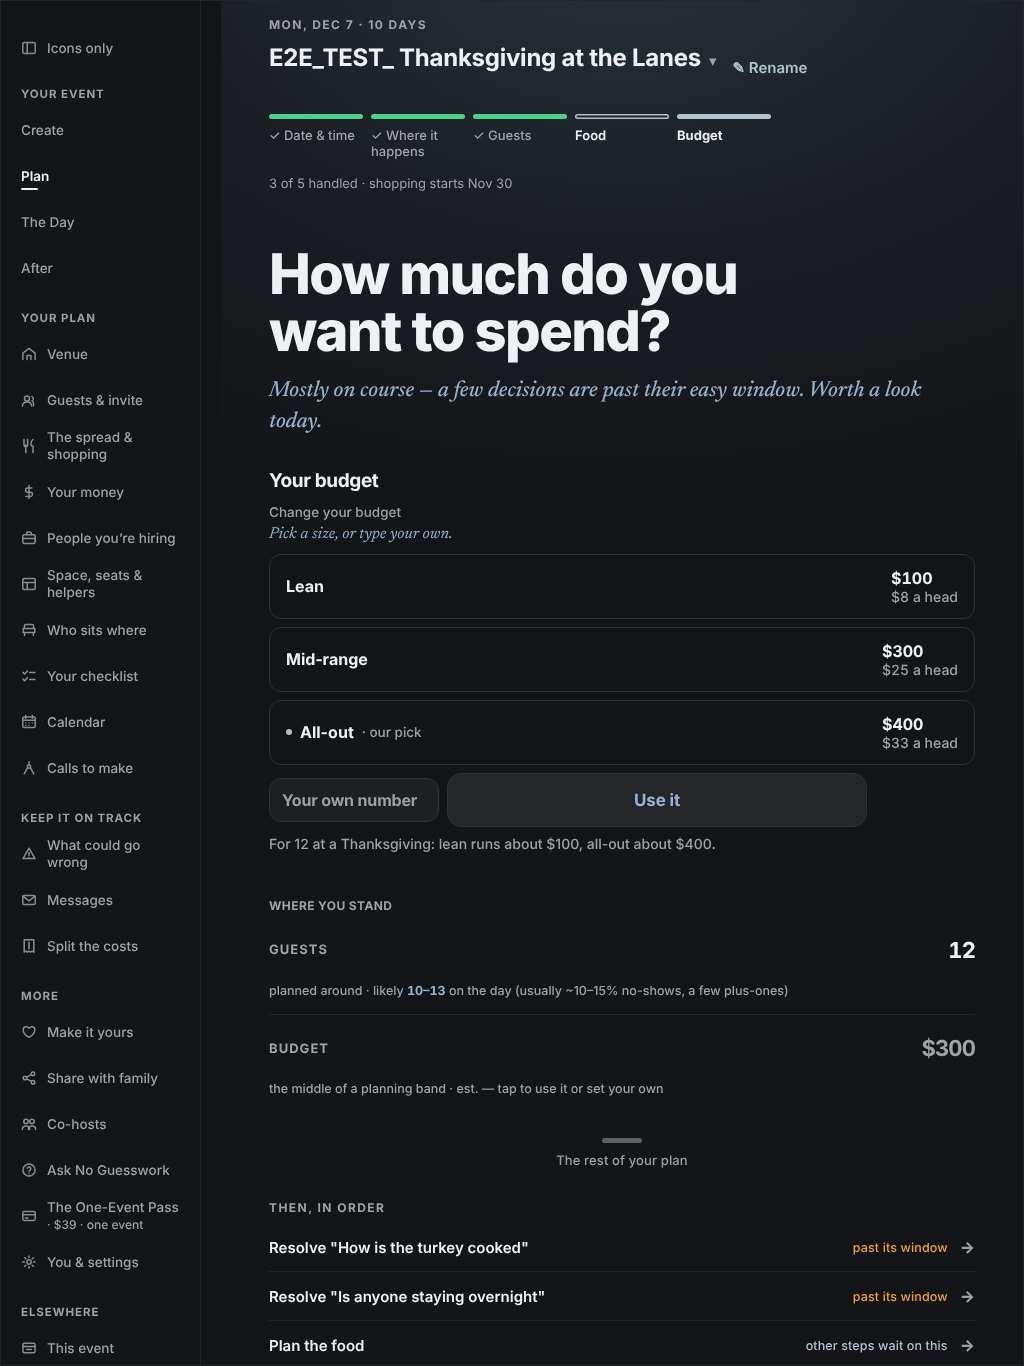 Icons only
YOUR EVENT
Create
Plan
The Day
After
YOUR PLAN
Venue
Guests & invite
The spread &
shopping
Your money
People you're hiring
Space, seats &
helpers
Who sits where
Your checklist
Calendar
Calls to make
KEEP IT ON TRACK
What could go
wrong
Messages
Split the costs
MORE
Make it yours
Share with family
Co-hosts
Ask No Guesswork
The One-Event Pass
· $39 · one event
You & settings
ELSEWHERE
This event
MON, DEC 7 · 10 DAYS
E2E_TEST_ Thanksgiving at the Lanes ▾ ✎ Rename
✓ Date & time
✓ Where it
happens
✓ Guests
Food
Budget
3 of 5 handled · shopping starts Nov 30
How much do you
want to spend?
Mostly on course — a few decisions are past their easy window. Worth a look
today.
Your budget
Change your budget
Pick a size, or type your own.
Lean
$100
$8 a head
Mid-range
$300
$25 a head
• All-out · our pick
$400
$33 a head
Your own number
Use it
For 12 at a Thanksgiving: lean runs about $100, all-out about $400.
WHERE YOU STAND
GUESTS 12
planned around · likely 10–13 on the day (usually ~10–15% no-shows, a few plus-ones)
BUDGET $300
the middle of a planning band · est. — tap to use it or set your own
The rest of your plan
THEN, IN ORDER
Resolve "How is the turkey cooked" past its window →
Resolve "Is anyone staying overnight" past its window →
Plan the food other steps wait on this →